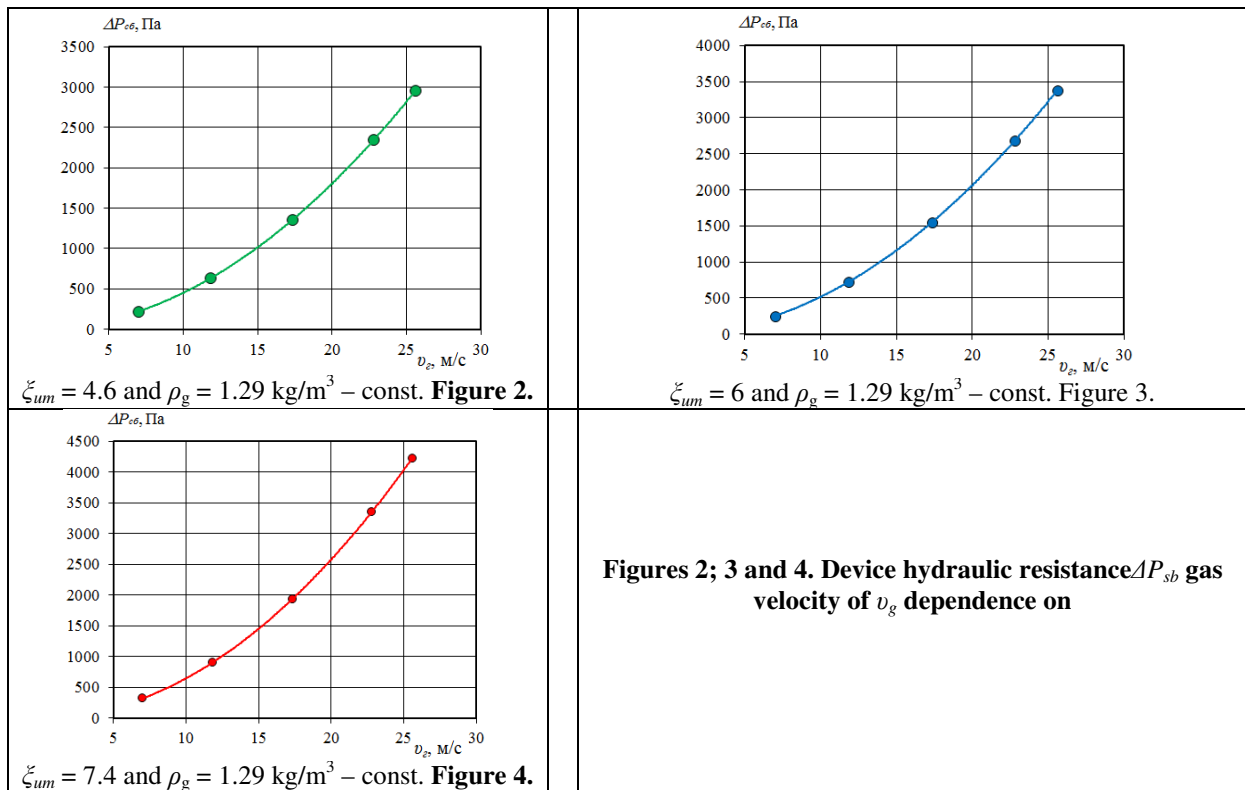 ΔPсв, Па
3500
3000
2500
2000
1500
1000
500
0
5 10 15 20 25 30
υг, м/с
ξum = 4.6 and ρg = 1.29 kg/m³ – const. Figure 2.
ΔPсв, Па
4000
3500
3000
2500
2000
1500
1000
500
0
5 10 15 20 25 30
υг, м/с
ξum = 6 and ρg = 1.29 kg/m³ – const. Figure 3.
ΔPсв, Па
4500
4000
3500
3000
2500
2000
1500
1000
500
0
5 10 15 20 25 30
υг, м/с
ξum = 7.4 and ρg = 1.29 kg/m³ – const. Figure 4.
Figures 2; 3 and 4. Device hydraulic resistanceΔPsb gas
velocity of υg dependence on